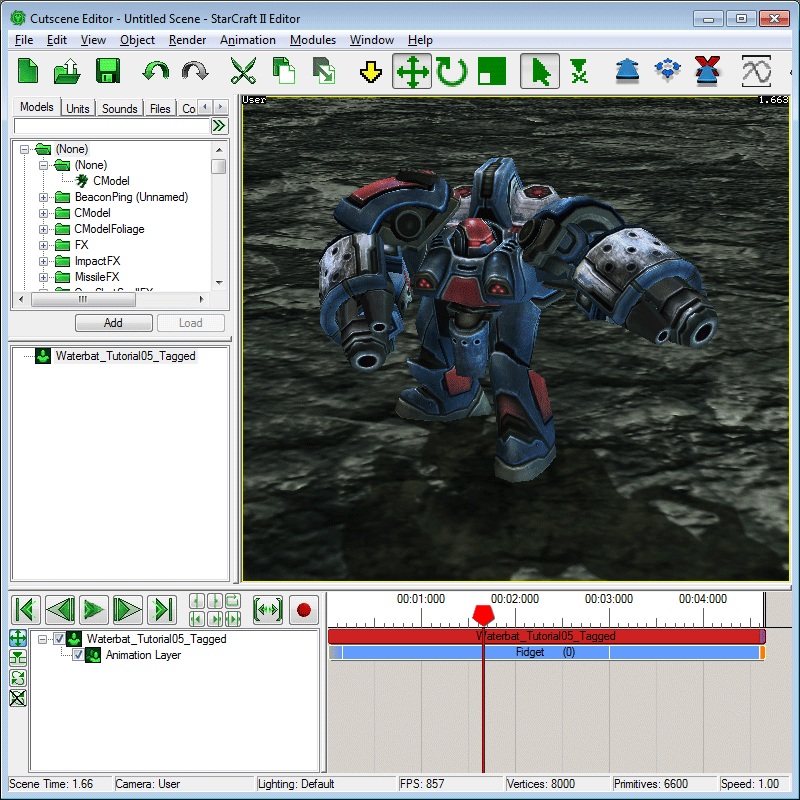 Cutscene Editor - Untitled Scene - StarCraft II Editor
File Edit View Object Render Animation Modules Window Help
Models Units Sounds Files Co
User 1.663
(None)
(None)
CModel
BeaconPing (Unnamed)
CModel
CModelFoliage
FX
ImpactFX
MissileFX
Add Load
Waterbat_Tutorial05_Tagged
00:01:000 00:02:000 00:03:000 00:04:000
Waterbat_Tutorial05_Tagged Waterbat_Tutorial05_Tagged
Animation Layer Fidget (0)
Scene Time: 1.66 Camera: User Lighting: Default FPS: 857 Vertices: 8000 Primitives: 6600 Speed: 1.00